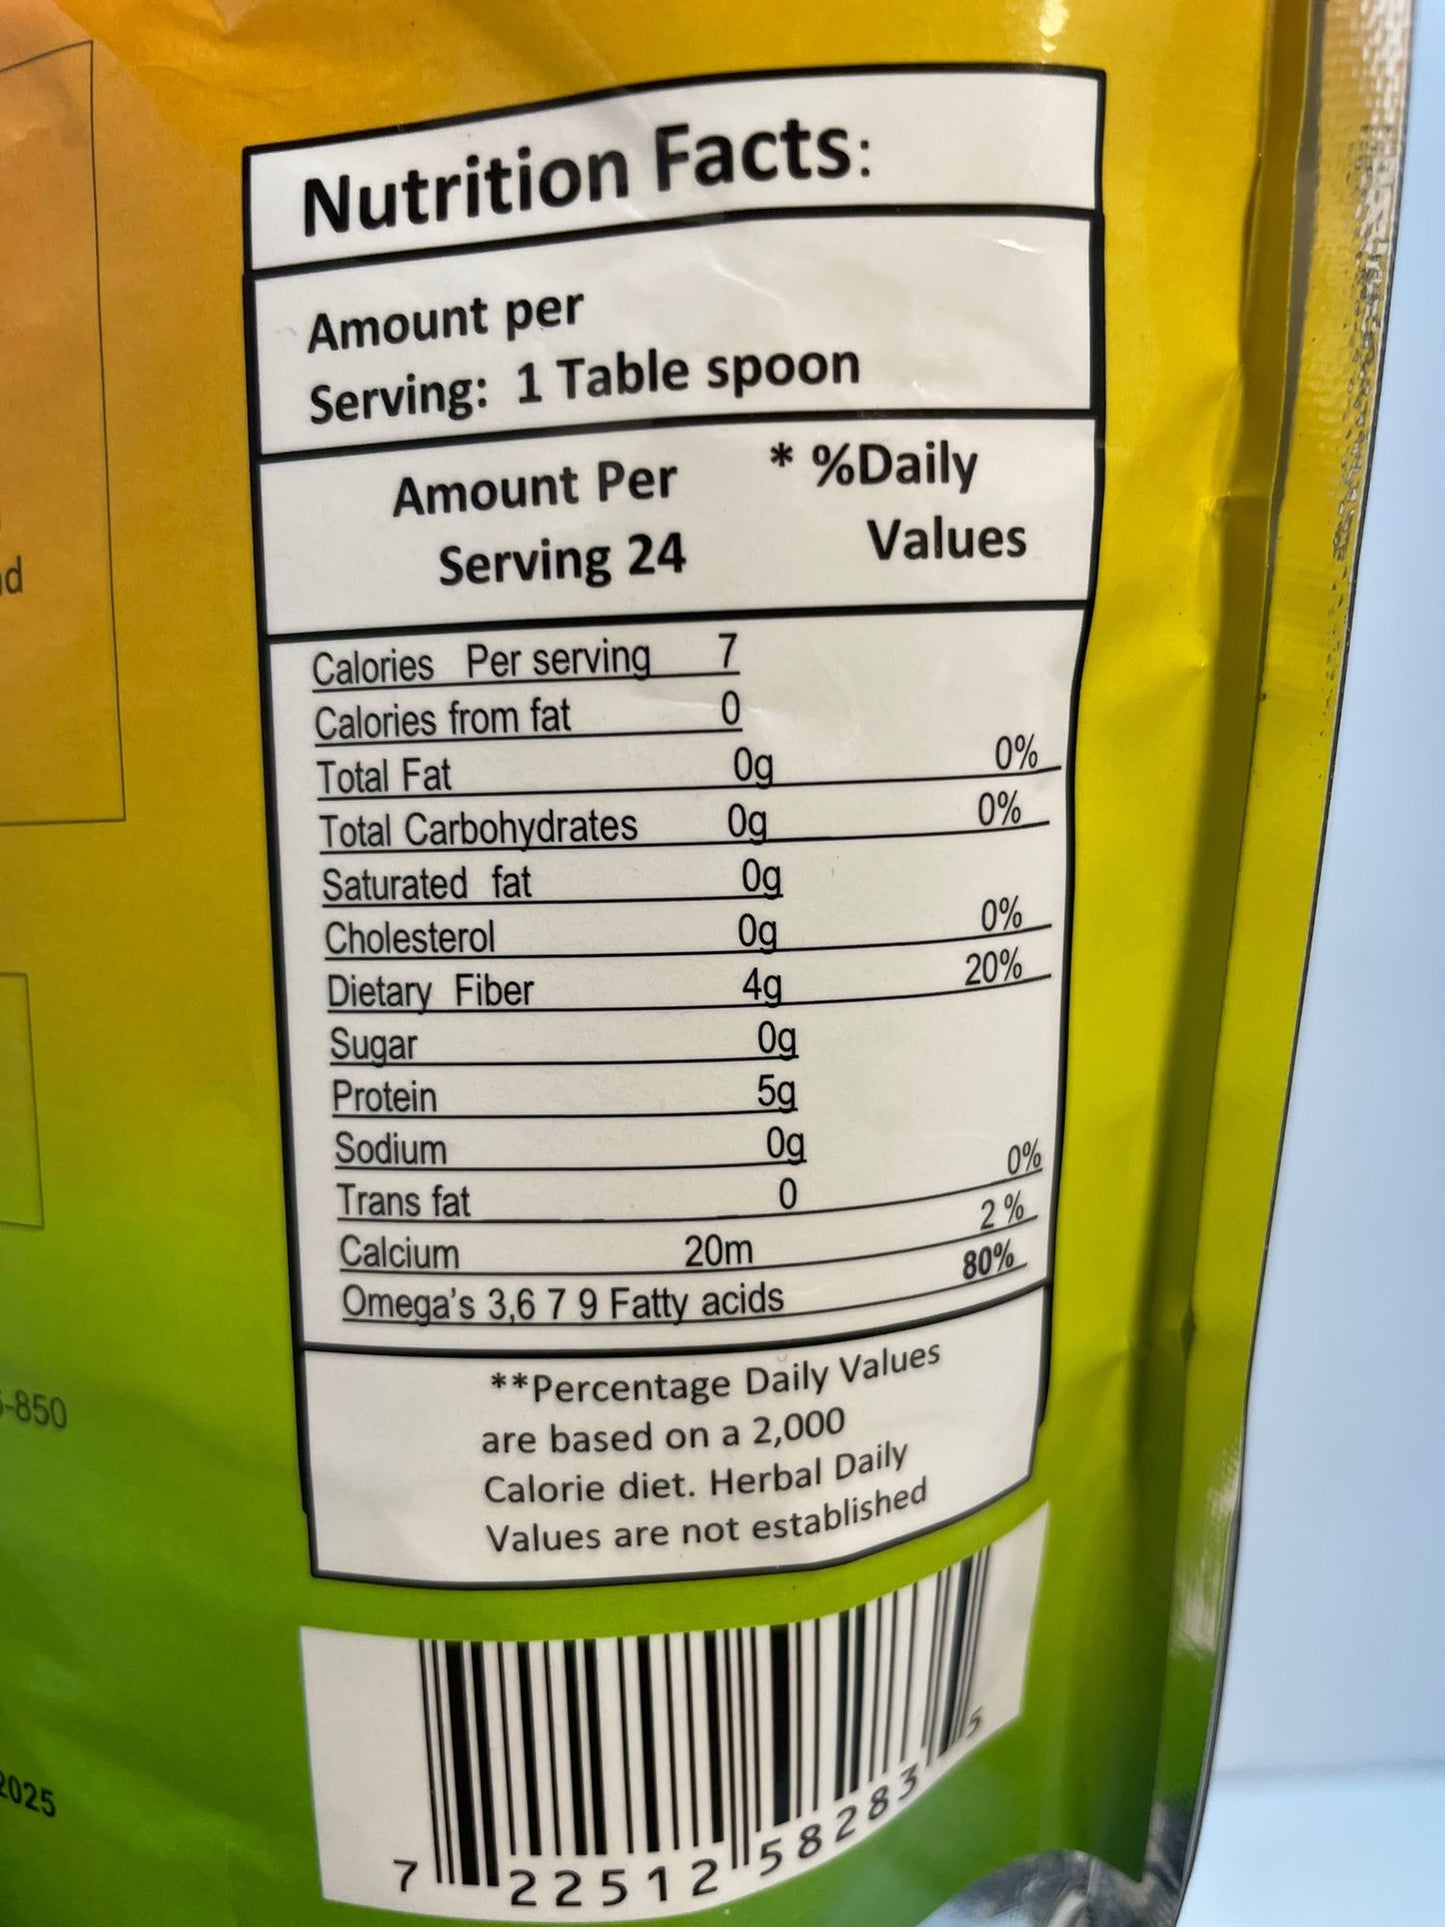 Nutrition Facts:
Amount per
Serving: 1 Table spoon
Amount Per * %Daily
Serving 24 Values
Calories Per serving 7
Calories from fat 0
Total Fat 0g 0%
Total Carbohydrates 0g 0%
Saturated fat 0g
Cholesterol 0g 0%
Dietary Fiber 4g 20%
Sugar 0g
Protein 5g
Sodium 0g
Trans fat 0 0%
Calcium 20m 2 %
Omega's 3,6 7 9 Fatty acids 80%
**Percentage Daily Values
are based on a 2,000
Calorie diet. Herbal Daily
Values are not established
-850
2025
7 22512 58283 5